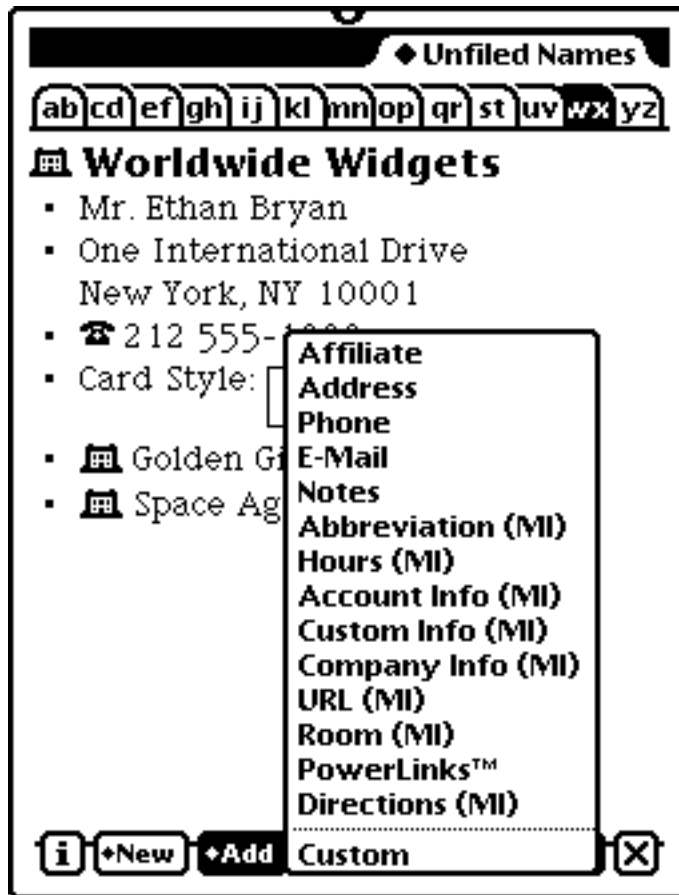 Unfiled Names
ab cd ef gh ij kl mn op qr st uv wx yz
Worldwide Widgets
Mr. Ethan Bryan
One International Drive
New York, NY 10001
212 555-
Card Style:
Golden Gi
Space Ag
Affiliate
Address
Phone
E-Mail
Notes
Abbreviation (MI)
Hours (MI)
Account Info (MI)
Custom Info (MI)
Company Info (MI)
URL (MI)
Room (MI)
PowerLinks™
Directions (MI)
Custom
i New Add X